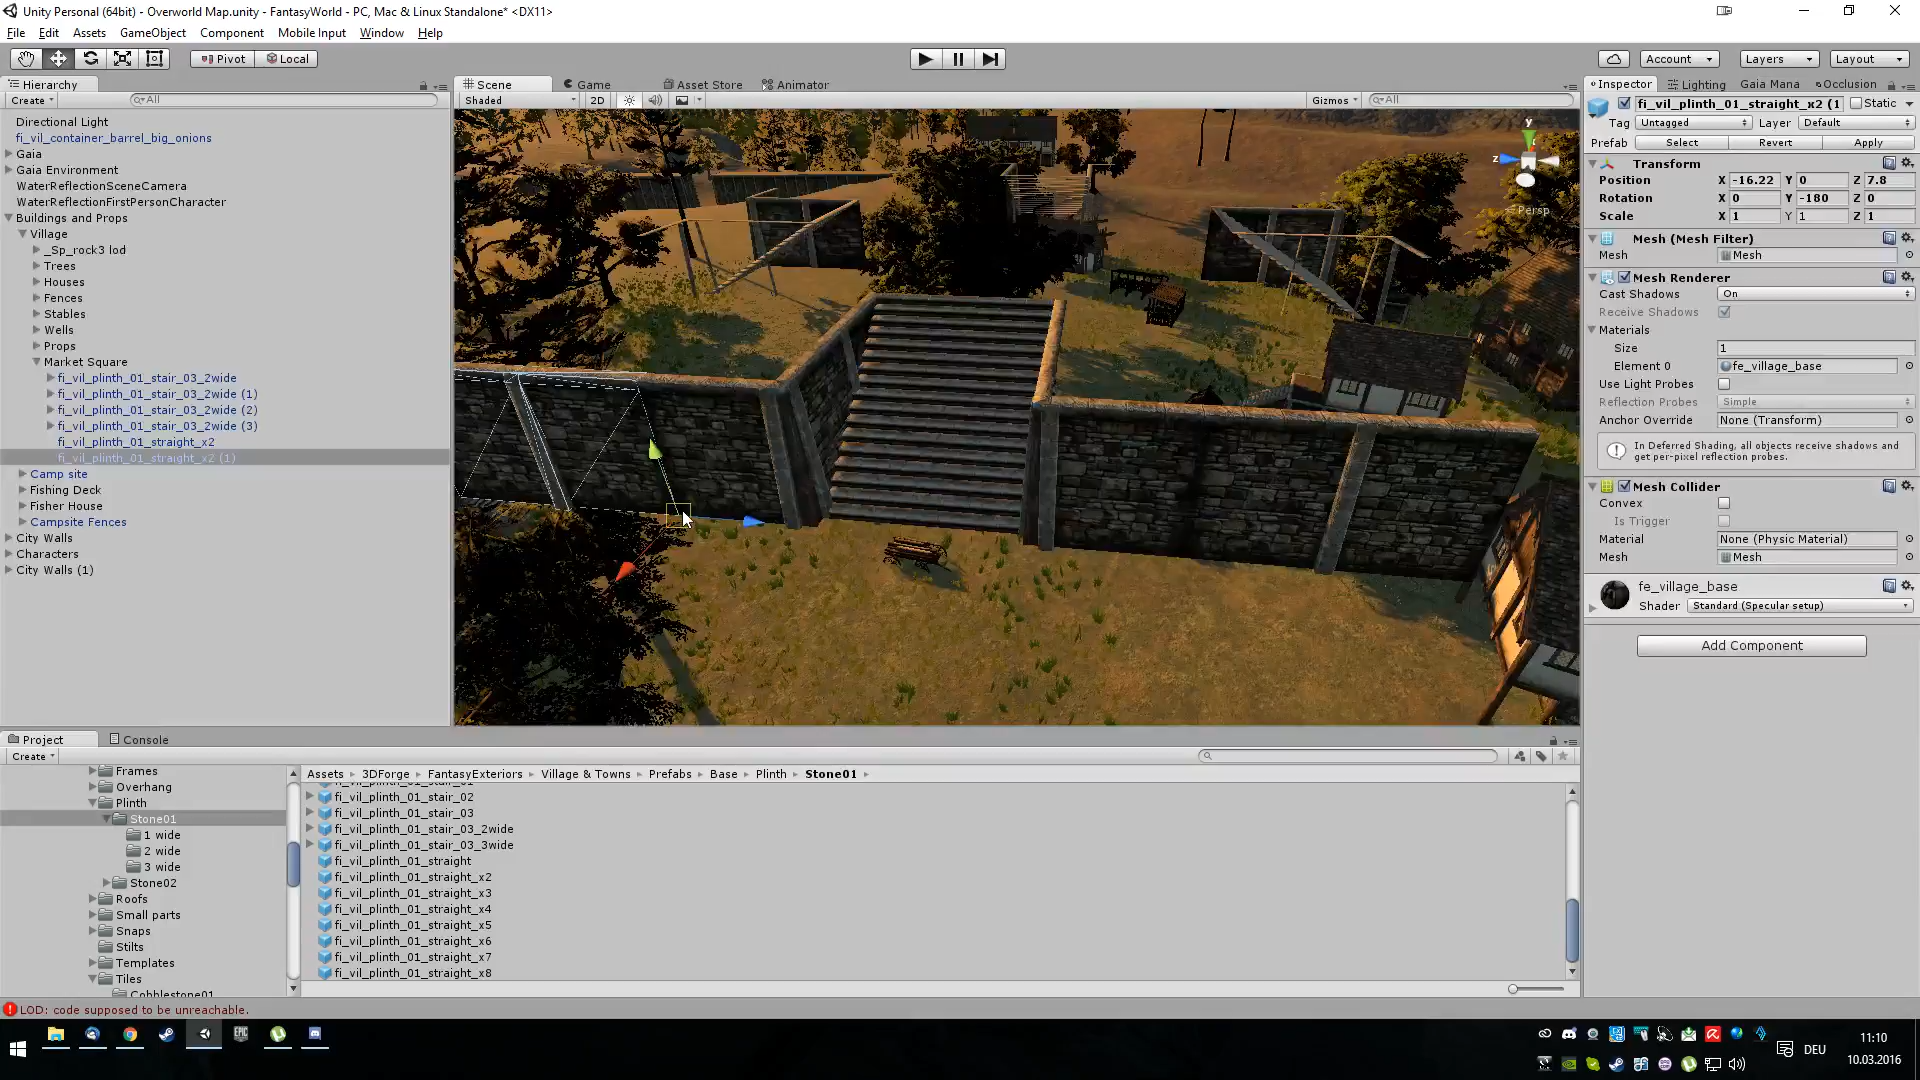 Unity Personal (64bit) - Overworld Map.unity - FantasyWorld - PC, Mac & Linux Standalone* <DX11>
File Edit Assets GameObject Component Mobile Input Window Help
Pivot Local
Account Layers Layout
Hierarchy
Create All
Directional Light
fi_vil_container_barrel_big_onions
Gaia
Gaia Environment
WaterReflectionSceneCamera
WaterReflectionFirstPersonCharacter
Buildings and Props
Village
_Sp_rock3 lod
Trees
Houses
Fences
Stables
Wells
Props
Market Square
fi_vil_plinth_01_stair_03_2wide
fi_vil_plinth_01_stair_03_2wide (1)
fi_vil_plinth_01_stair_03_2wide (2)
fi_vil_plinth_01_stair_03_2wide (3)
fi_vil_plinth_01_straight_x2
fi_vil_plinth_01_straight_x2 (1)
Camp site
Fishing Deck
Fisher House
Campsite Fences
City Walls
Characters
City Walls (1)
Scene Game Asset Store Animator
Shaded 2D Gizmos All
y
z
Persp
Inspector Lighting Gaia Mana Occlusion
fi_vil_plinth_01_straight_x2 (1 Static
Tag Untagged Layer Default
Prefab Select Revert Apply
Transform
Position X -16.22 Y 0 Z 7.8
Rotation X 0 Y -180 Z 0
Scale X 1 Y 1 Z 1
Mesh (Mesh Filter)
Mesh Mesh
Mesh Renderer
Cast Shadows On
Receive Shadows
Materials
Size 1
Element 0 fe_village_base
Use Light Probes
Reflection Probes Simple
Anchor Override None (Transform)
In Deferred Shading, all objects receive shadows and
get per-pixel reflection probes.
Mesh Collider
Convex
Is Trigger
Material None (Physic Material)
Mesh Mesh
fe_village_base
Shader Standard (Specular setup)
Add Component
Project Console
Create
Frames
Overhang
Plinth
Stone01
1 wide
2 wide
3 wide
Stone02
Roofs
Small parts
Snaps
Stilts
Templates
Tiles
Cobblestone01
Assets 3DForge FantasyExteriors Village & Towns Prefabs Base Plinth Stone01
fi_vil_plinth_01_stair_02
fi_vil_plinth_01_stair_03
fi_vil_plinth_01_stair_03_2wide
fi_vil_plinth_01_stair_03_3wide
fi_vil_plinth_01_straight
fi_vil_plinth_01_straight_x2
fi_vil_plinth_01_straight_x3
fi_vil_plinth_01_straight_x4
fi_vil_plinth_01_straight_x5
fi_vil_plinth_01_straight_x6
fi_vil_plinth_01_straight_x7
fi_vil_plinth_01_straight_x8
LOD: code supposed to be unreachable.
EPIC
DEU
11:10
10.03.2016